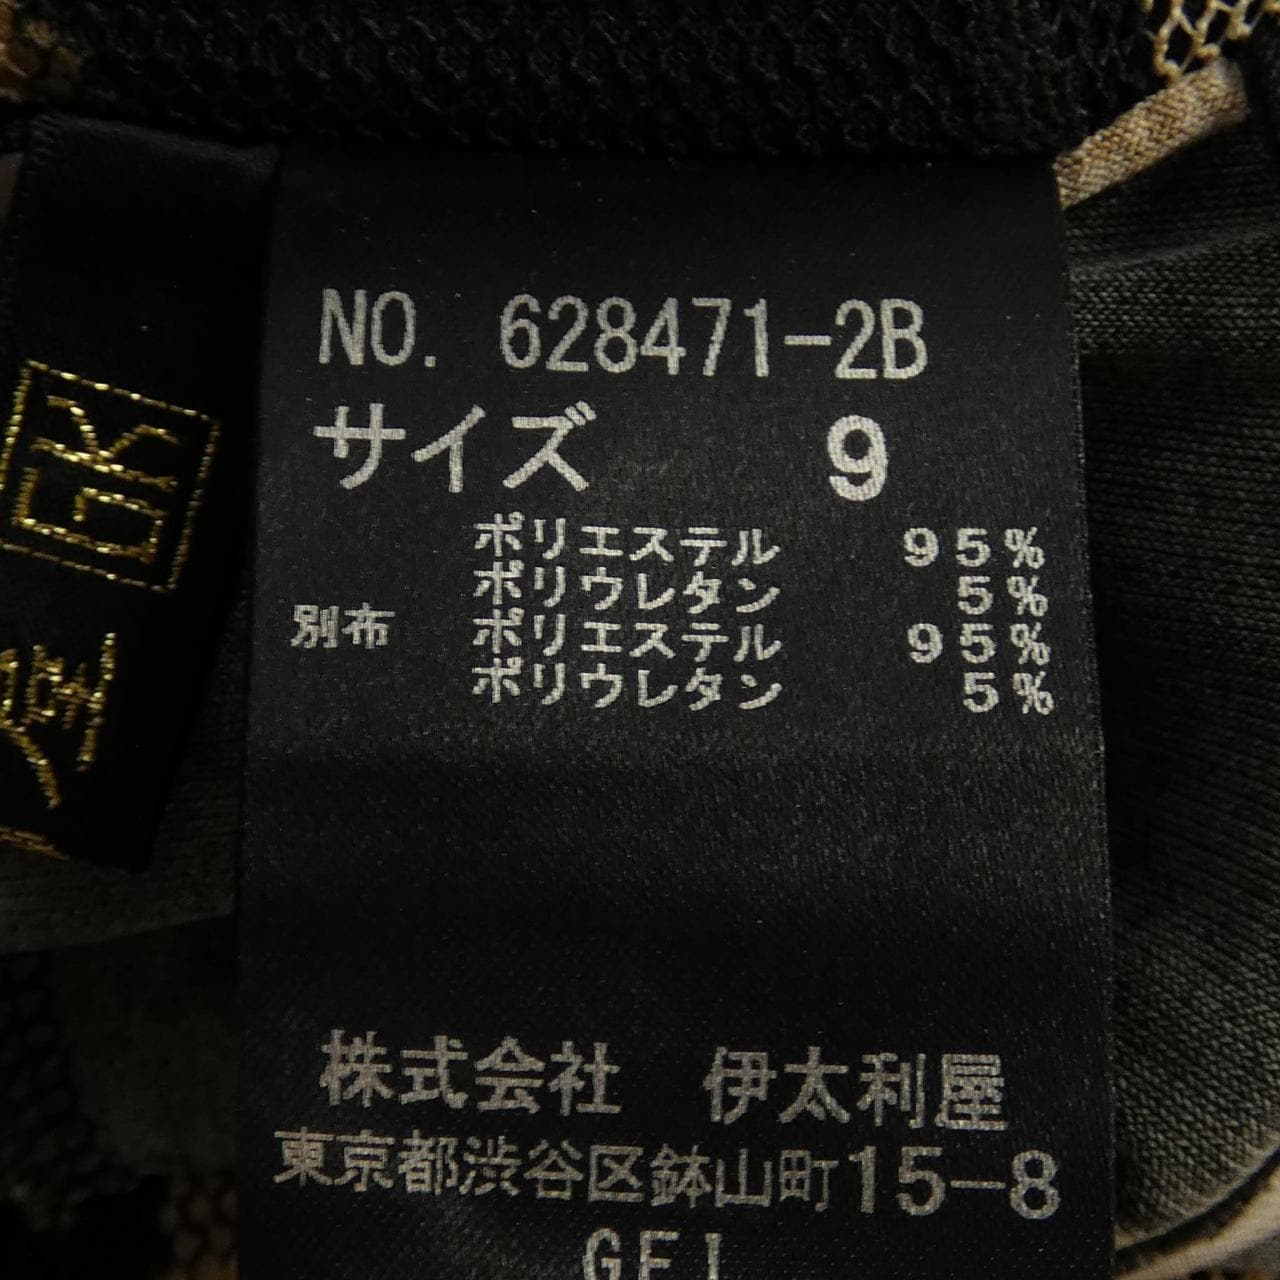 NO. 628471-2B
サイズ 9
ポリエステル 95%
ポリウレタン 5%
別布 ポリエステル 95%
ポリウレタン 5%
株式会社 伊太利屋
東京都渋谷区鉢山町15-8
GK